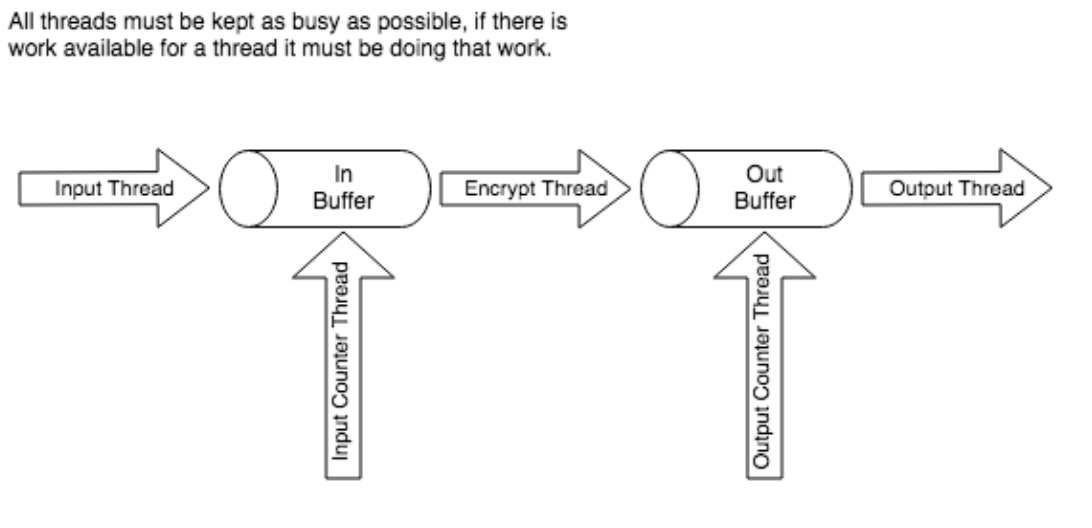 All threads must be kept as busy as possible, if there is
work available for a thread it must be doing that work.
Input Thread
In
Buffer
Encrypt Thread
Out
Buffer
Output Thread
Input Counter Thread
Output Counter Thread